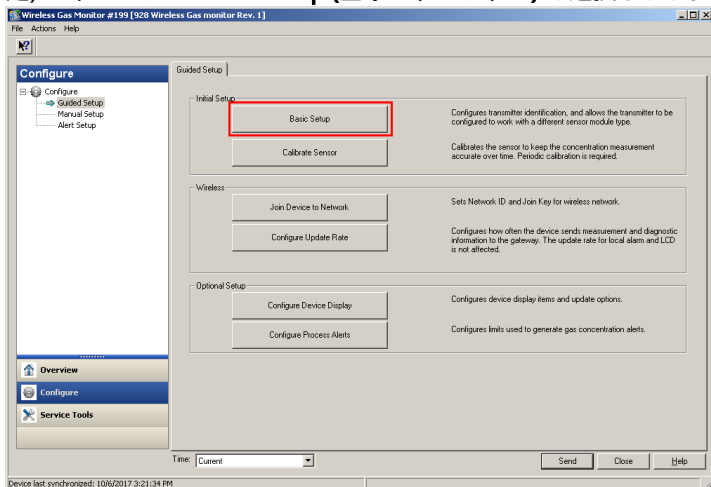 Wireless Gas Monitor #199 [928 Wireless Gas monitor Rev. 1]
File Actions Help
Configure
Guided Setup
Configure
Guided Setup
Manual Setup
Alert Setup
Initial Setup
Basic Setup
Configures transmitter identification, and allows the transmitter to be
configured to work with a different sensor module type.
Calibrate Sensor
Calibrates the sensor to keep the concentration measurement
accurate over time. Periodic calibration is required.
Wireless
Join Device to Network
Sets Network ID and Join Key for wireless network.
Configure Update Rate
Configures how often the device sends measurement and diagnostic
information to the gateway. The update rate for local alarm and LCD
is not affected.
Optional Setup
Configure Device Display
Configures device display items and update options.
Configure Process Alerts
Configures limits used to generate gas concentration alerts.
Overview
Configure
Service Tools
Time: Current
Send Close Help
Device last synchronized: 10/6/2017 3:21:34 PM